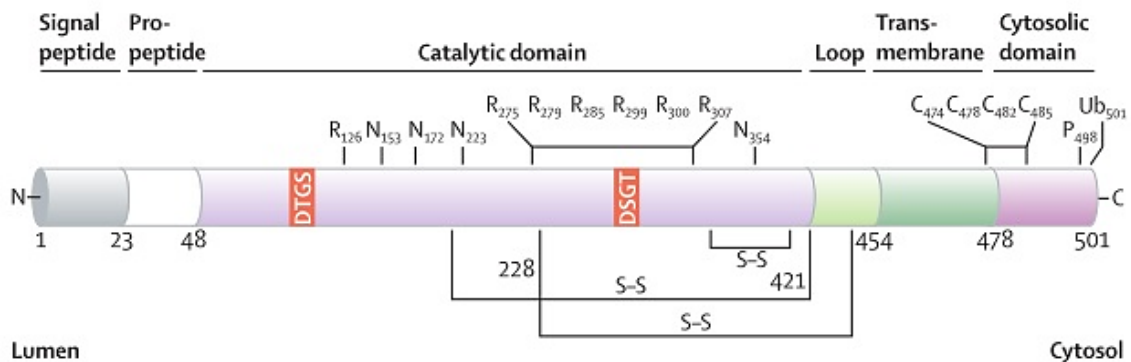 Signal peptide
Pro-peptide
Catalytic domain
Loop
Trans-membrane
Cytosolic domain
R275 R279 R285 R299 R300 R307
C474 C478 C482 C485
Ub501
R126 N153 N172 N223
N354
P498
N
DTGS
DSGT
C
1 23 48 454 478 501
S–S
228
421
S–S
S–S
Lumen
Cytosol